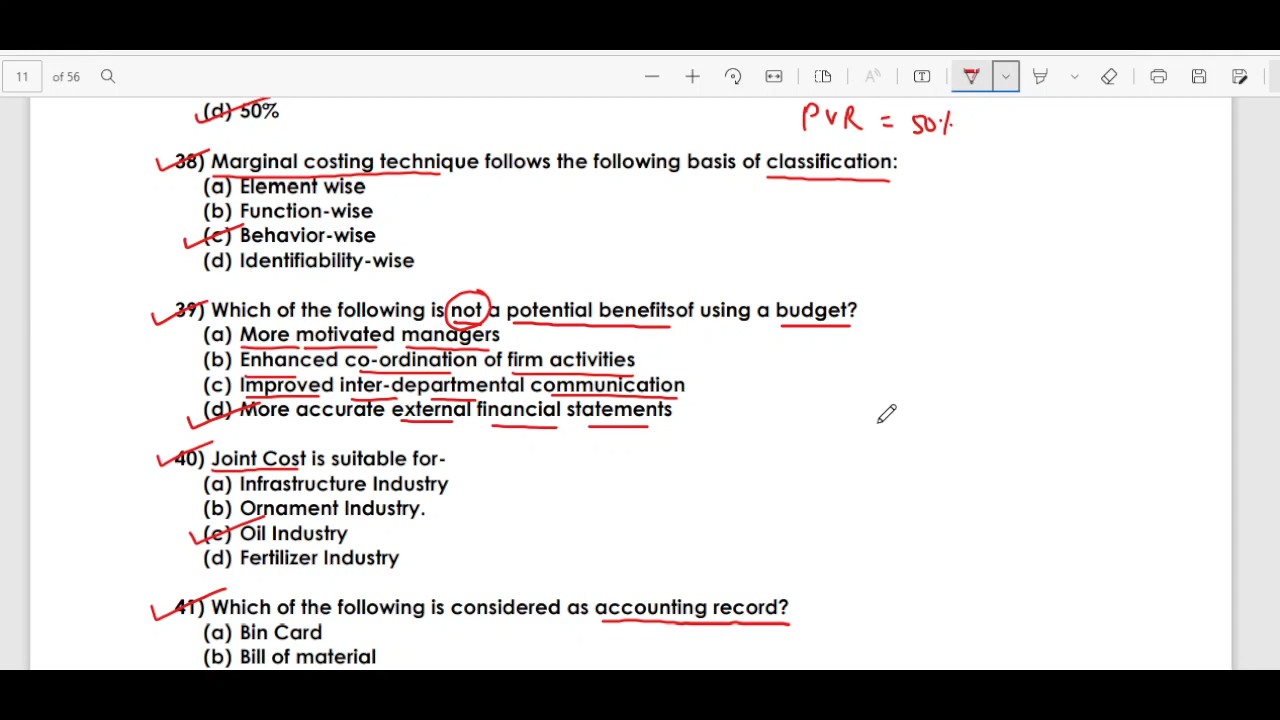 11 of 56
(d) 50%
PVR = 50%
38) Marginal costing technique follows the following basis of classification:
(a) Element wise
(b) Function-wise
(c) Behavior-wise
(d) Identifiability-wise
39) Which of the following is not a potential benefitsof using a budget?
(a) More motivated managers
(b) Enhanced co-ordination of firm activities
(c) Improved inter-departmental communication
(d) More accurate external financial statements
40) Joint Cost is suitable for-
(a) Infrastructure Industry
(b) Ornament Industry.
(c) Oil Industry
(d) Fertilizer Industry
41) Which of the following is considered as accounting record?
(a) Bin Card
(b) Bill of material